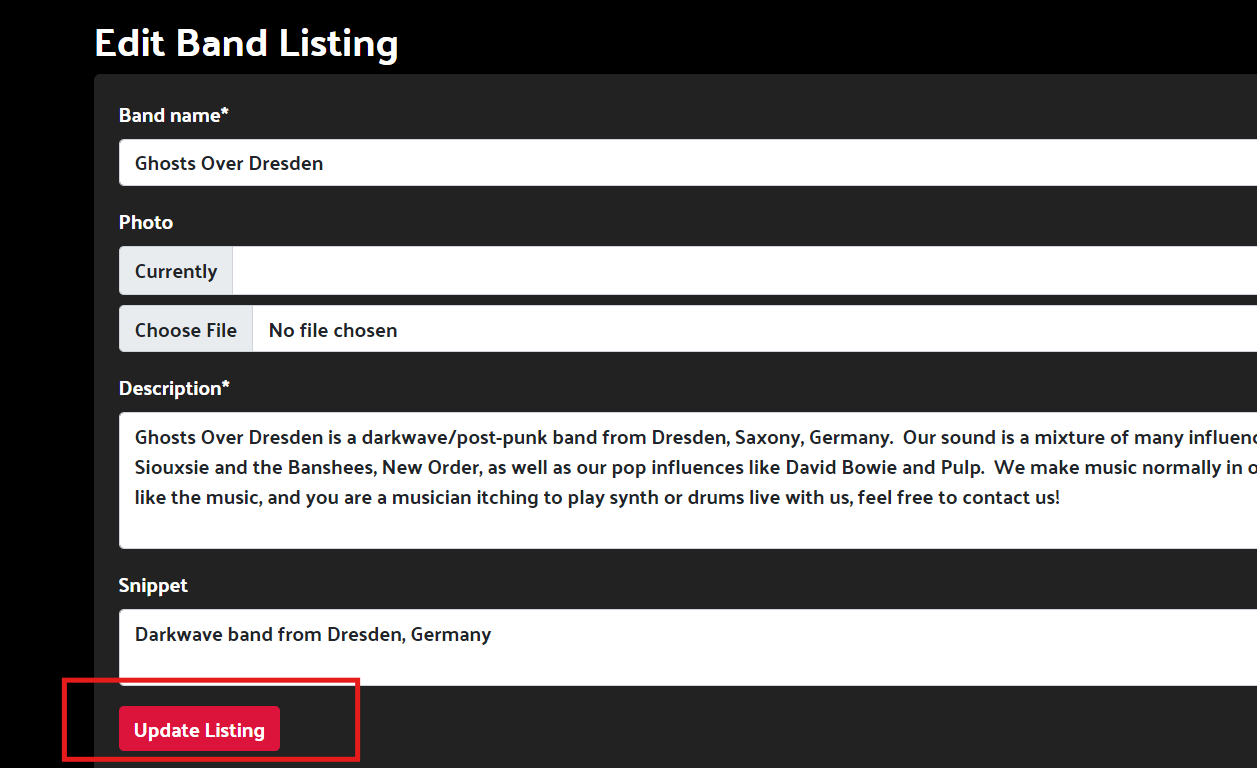 Edit Band Listing
Band name*
Ghosts Over Dresden
Photo
Currently
Choose File No file chosen
Description*
Ghosts Over Dresden is a darkwave/post-punk band from Dresden, Saxony, Germany.  Our sound is a mixture of many
Siouxsie and the Banshees, New Order, as well as our pop influences like David Bowie and Pulp.  We make music normally in
like the music, and you are a musician itching to play synth or drums live with us, feel free to contact us!
Snippet
Darkwave band from Dresden, Germany
Update Listing